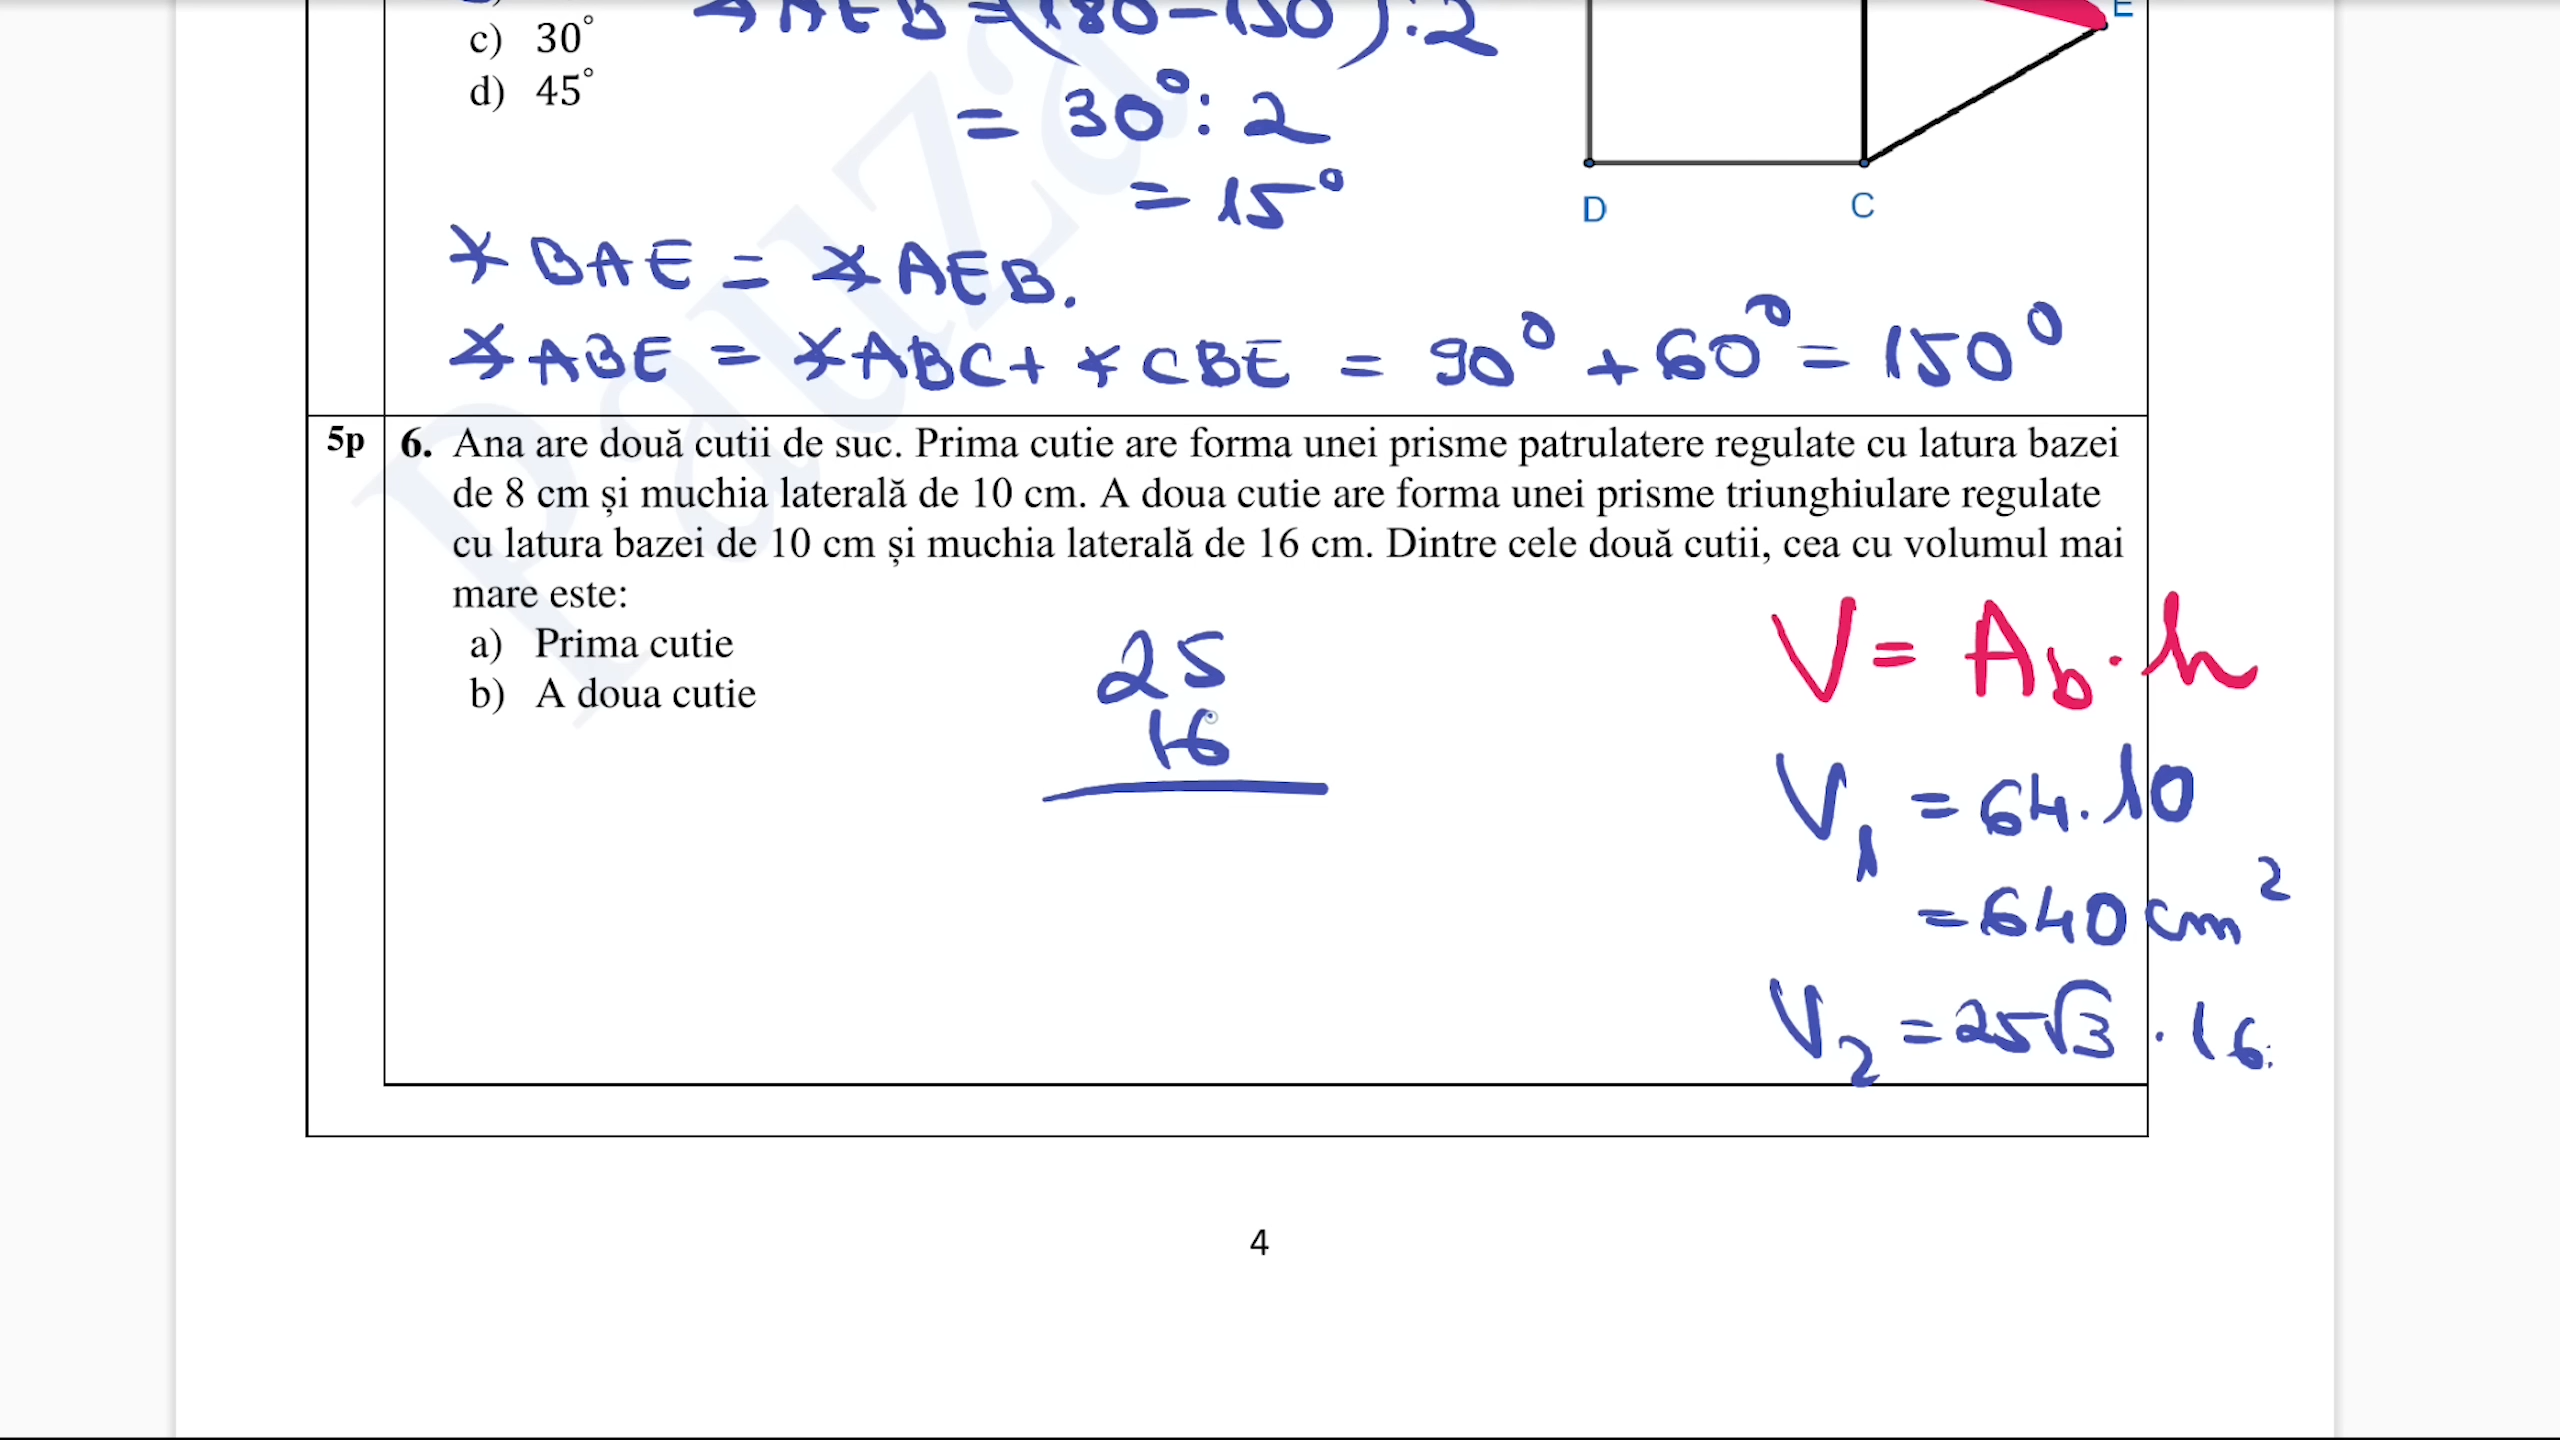 c) 30°
∢AEB = (180-150):2
d) 45°
= 30° : 2
= 15°
E
D
C
∢BAE = ∢AEB.
∢ABE = ∢ABC + ∢CBE = 90° + 60° = 150°
5p
6. Ana are două cutii de suc. Prima cutie are forma unei prisme patrulatere regulate cu latura bazei
de 8 cm și muchia laterală de 10 cm. A doua cutie are forma unei prisme triunghiulare regulate
cu latura bazei de 10 cm și muchia laterală de 16 cm. Dintre cele două cutii, cea cu volumul mai
mare este:
a) Prima cutie
b) A doua cutie
25
16
V = Ab · h
V₁ = 64 · 10
= 640 cm²
V₂ = 25√3 · 16
4
Pauza